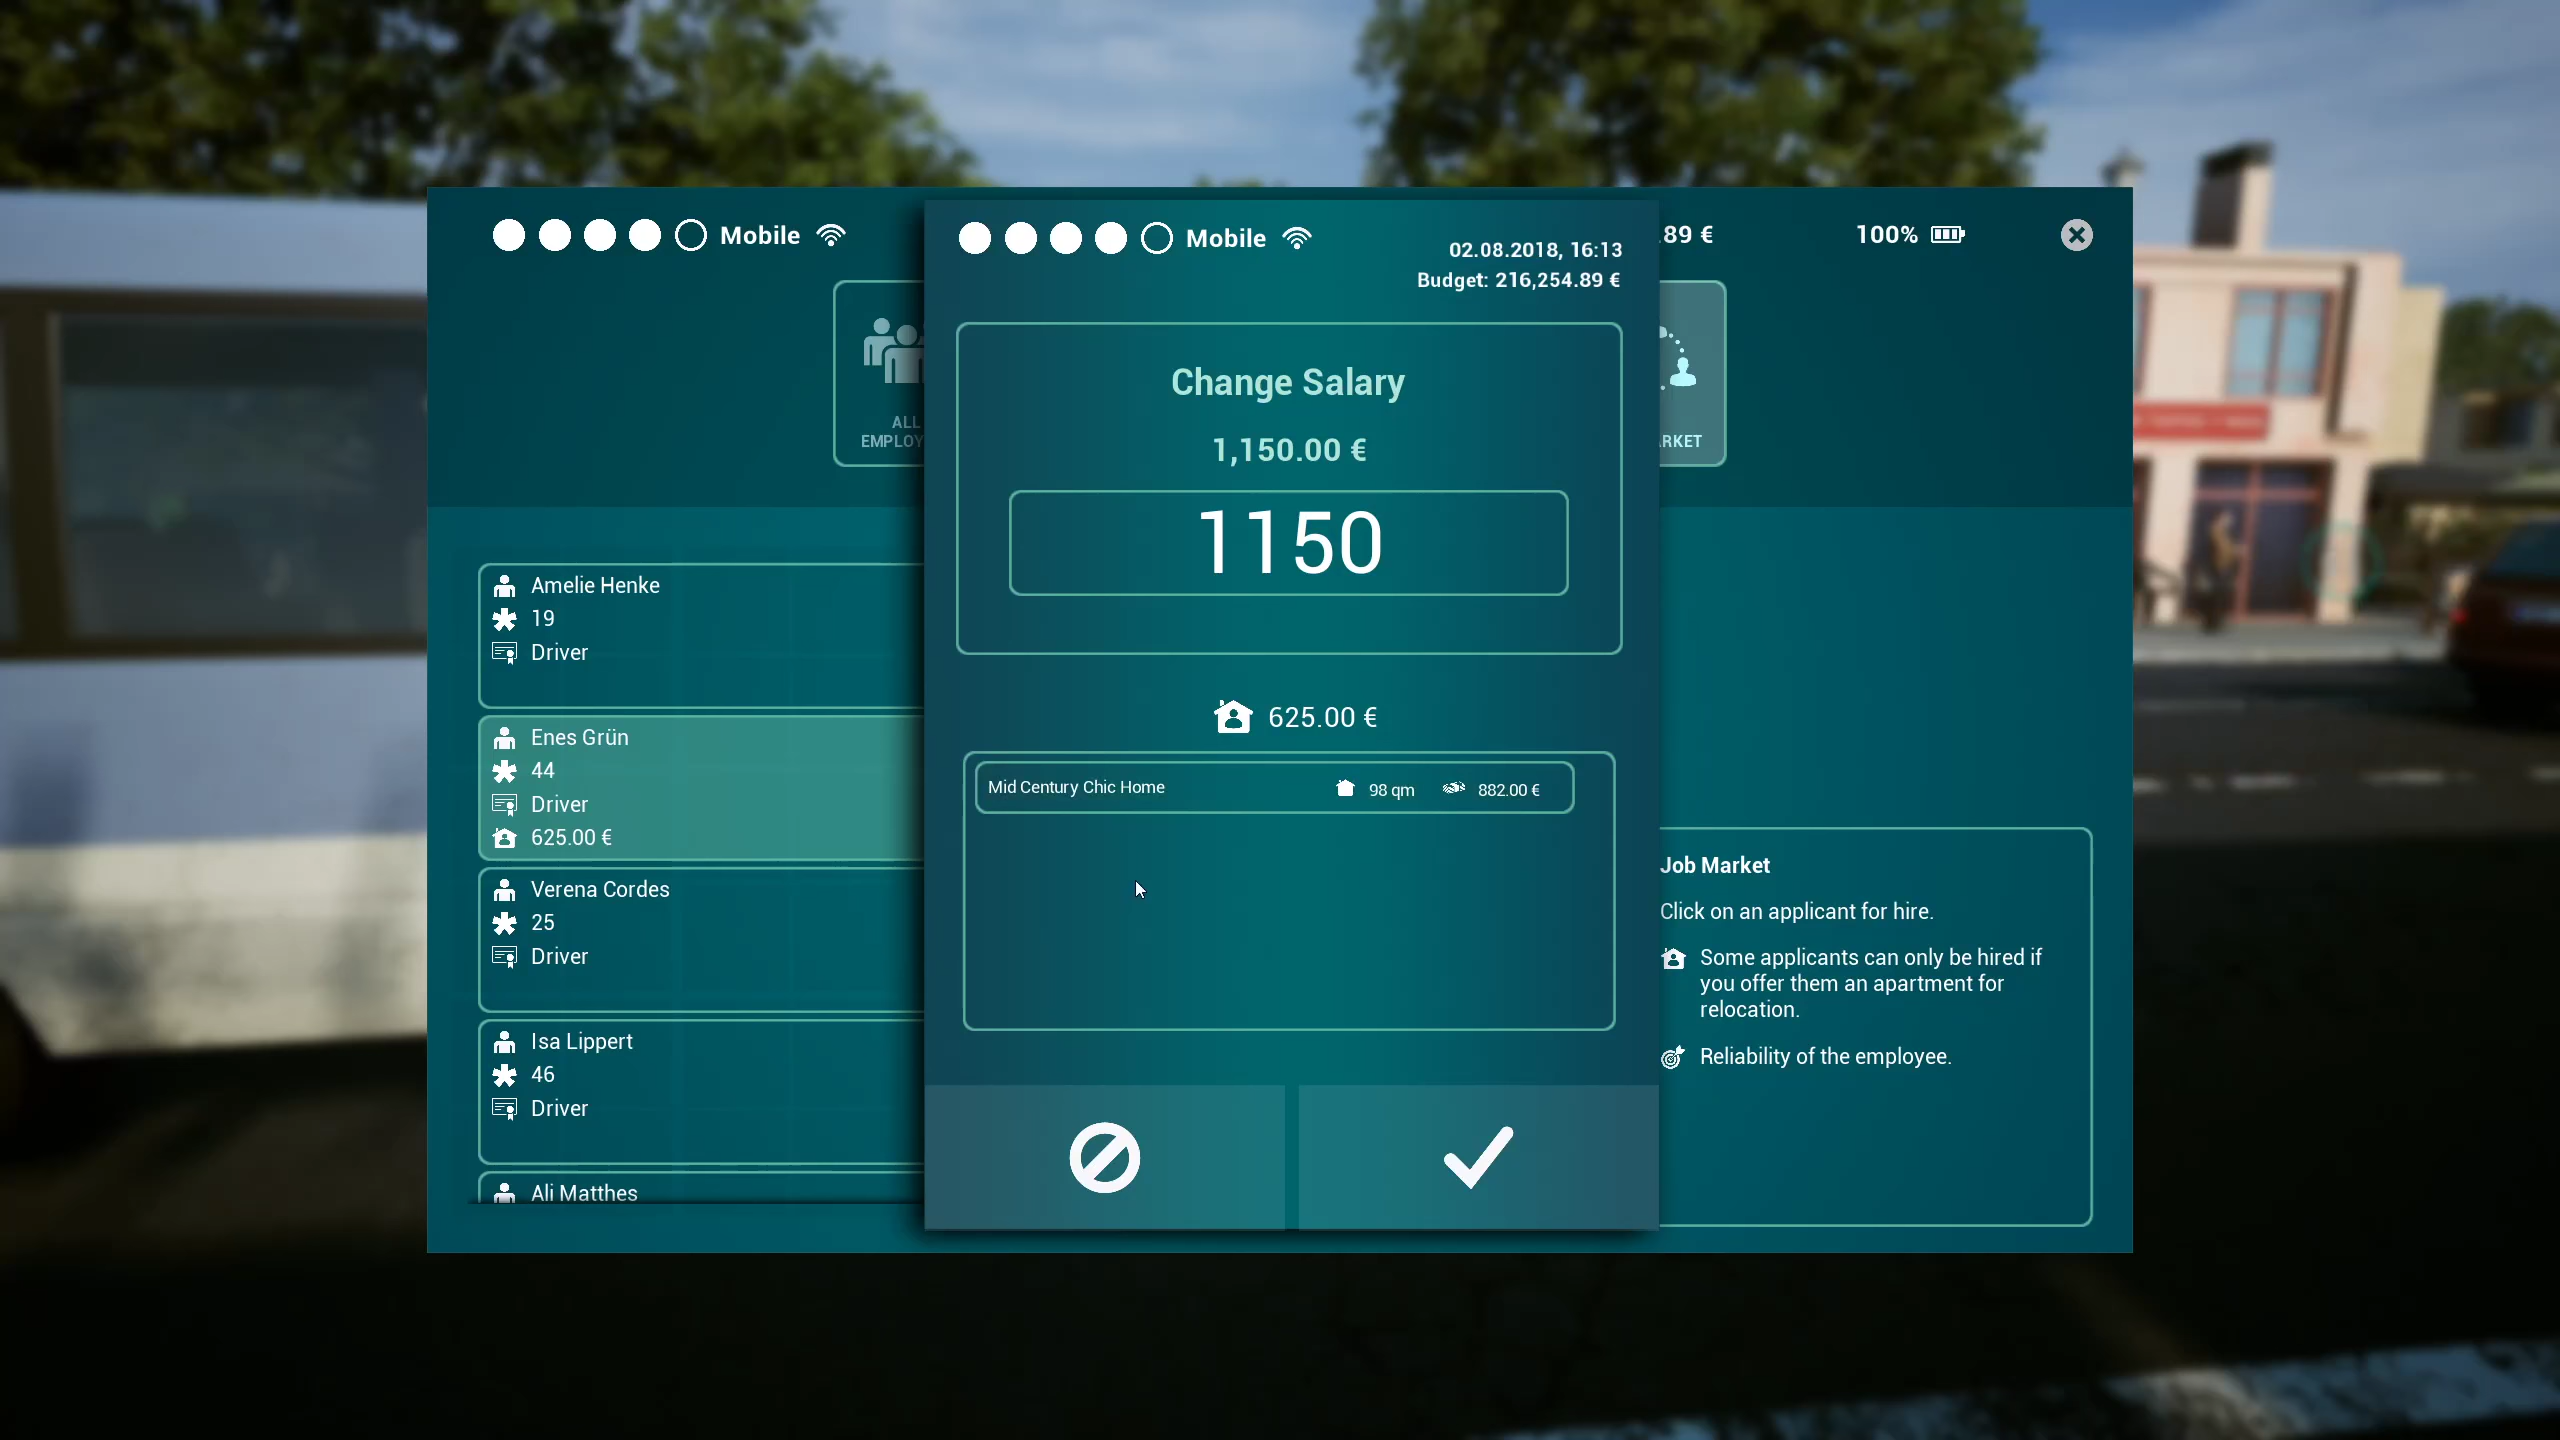 Mobile
.89 €
100%
ALL
EMPLOY
RKET
Amelie Henke
19
Driver
Enes Grün
44
Driver
625.00 €
Verena Cordes
25
Driver
Isa Lippert
46
Driver
Ali Matthes
Mobile
02.08.2018, 16:13
Budget: 216,254.89 €
Change Salary
1,150.00 €
1150
625.00 €
Mid Century Chic Home 98 qm 882.00 €
Job Market
Click on an applicant for hire.
Some applicants can only be hired if
you offer them an apartment for
relocation.
Reliability of the employee.